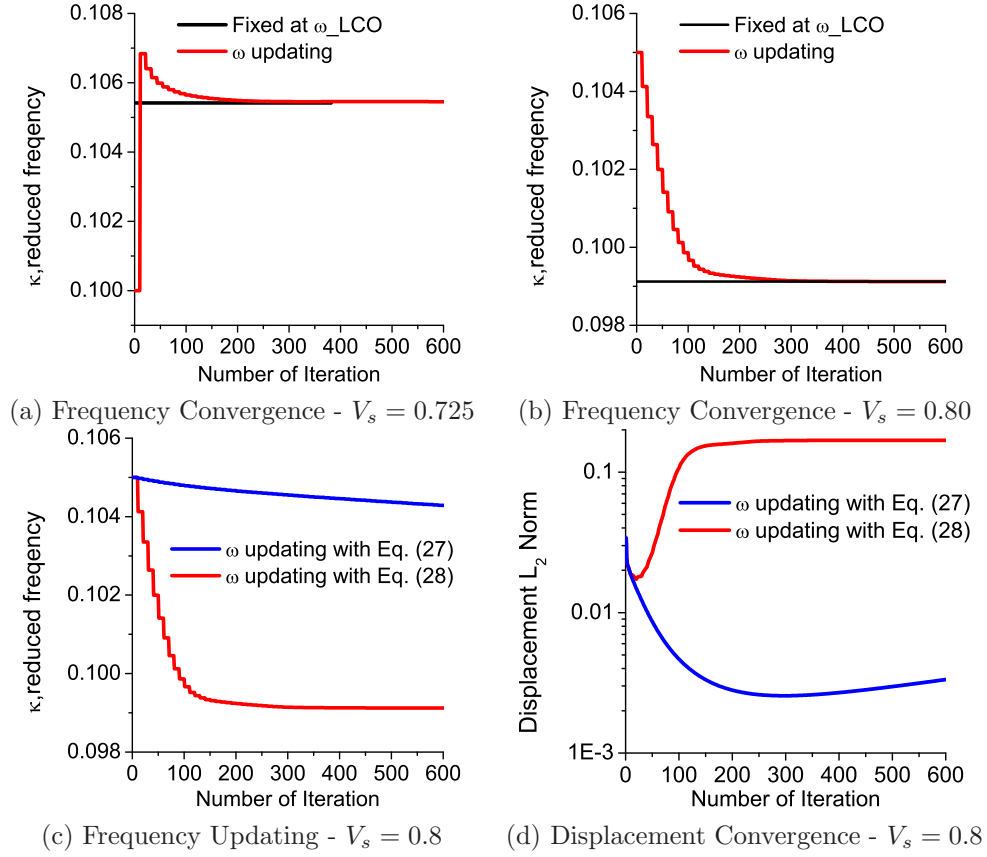 0.108
0.106
0.104
0.102
0.100
κ,reduced freqency
Fixed at ω_LCO
ω updating
0 100 200 300 400 500 600
Number of Iteration
(a) Frequency Convergence - Vs = 0.725
0.106
0.104
0.102
0.100
0.098
κ,reduced freqency
Fixed at ω_LCO
ω updating
0 100 200 300 400 500 600
Number of Iteration
(b) Frequency Convergence - Vs = 0.80
0.106
0.104
0.102
0.100
0.098
κ,reduced freqency
ω updating with Eq. (27)
ω updating with Eq. (28)
0 100 200 300 400 500 600
Number of Iteration
(c) Frequency Updating - Vs = 0.8
0.1
0.01
1E-3
Displacement L2 Norm
ω updating with Eq. (27)
ω updating with Eq. (28)
0 100 200 300 400 500 600
Number of Iteration
(d) Displacement Convergence - Vs = 0.8